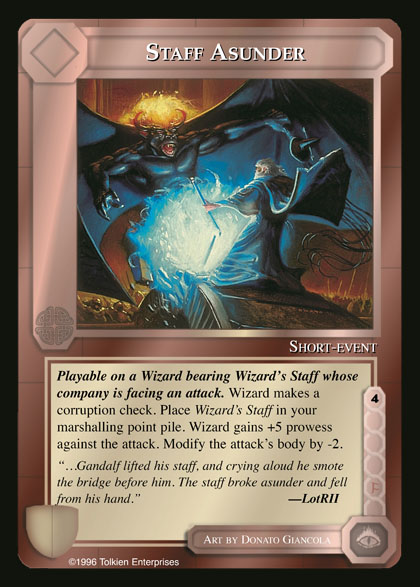 STAFF ASUNDER
SHORT-EVENT
Playable on a Wizard bearing Wizard's Staff whose
company is facing an attack. Wizard makes a
corruption check. Place Wizard's Staff in your
marshalling point pile. Wizard gains +5 prowess
against the attack. Modify the attack's body by -2.
“…Gandalf lifted his staff, and crying aloud he smote
the bridge before him. The staff broke asunder and fell
from his hand.” —LotRII
4
R
ART BY DONATO GIANCOLA
©1996 Tolkien Enterprises